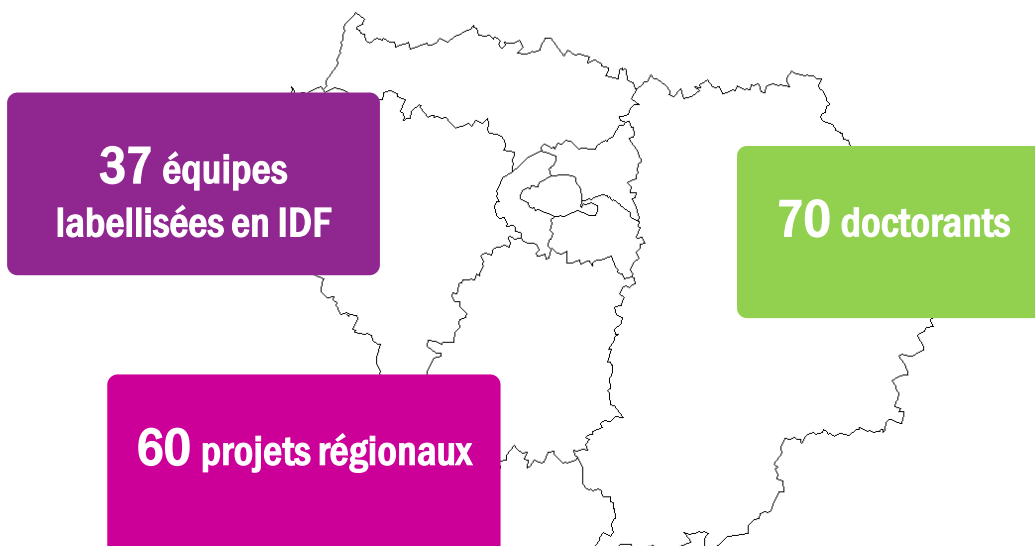 37 équipes
labellisées en IDF
70 doctorants
60 projets régionaux